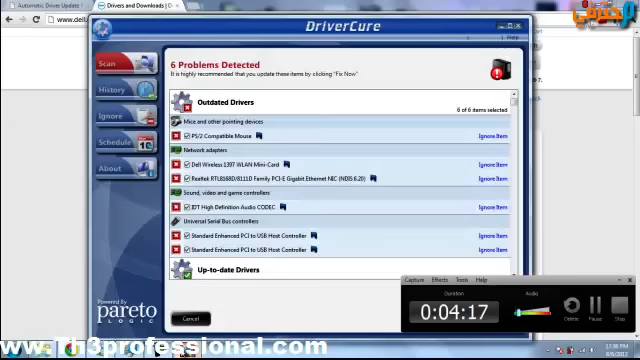 Automatic Driver Update
Drivers and Downloads | D
www.dell.
DriverCure
Help
Scan
History
Ignore
Schedule
About
6 Problems Detected
It is highly recommended that you update these items by clicking "Fix Now"
Outdated Drivers
6 of 6 items selected
Mice and other pointing devices
PS/2 Compatible Mouse
Ignore Item
Network adapters
Dell Wireless 1397 WLAN Mini-Card
Ignore Item
Realtek RTL8168D/8111D Family PCI-E Gigabit Ethernet NIC (NDIS 6.20)
Ignore Item
Sound, video and game controllers
IDT High Definition Audio CODEC
Ignore Item
Universal Serial Bus controllers
Standard Enhanced PCI to USB Host Controller
Ignore Item
Standard Enhanced PCI to USB Host Controller
Ignore Item
Up-to-date Drivers
Powered By
pareto
LOGIC
Cancel
Capture Effects Tools Help
Duration
0:04:17
Audio
Delete
Pause
Stop
www.Th3professional.com